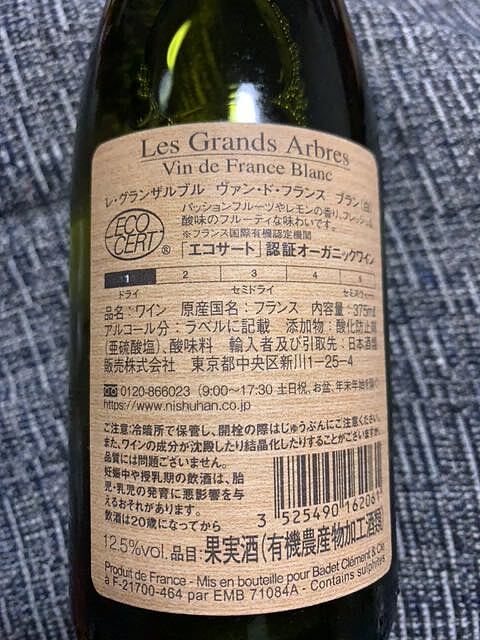 Les Grands Arbres
Vin de France Blanc
レ・グランザルブル ヴァン・ド・フランス ブラン(白)
パッションフルーツやレモンの香り、フレッシュな
酸味のフルーティな味わいです。
※フランス国際有機認定機関
ECO
CERT®
「エコサート」認証オーガニックワイン
1 2 3 4 5
ドライ セミドライ セミスウィート
品名:ワイン 原産国名:フランス 内容量:375ml
アルコール分:ラベルに記載 添加物:酸化防止剤
(亜硫酸塩)、酸味料 輸入者及び引取先:日本酒類
販売株式会社 東京都中央区新川1-25-4
0120-866023 (9:00〜17:30 土日祝、お盆、年末年始を除く)
https://www.nishuhan.co.jp
ご注意:冷暗所で保管し、開栓の際はじゅうぶんにご注意ください。
また、ワインの成分が沈殿したり結晶化したりすることがございますが
品質には問題ございません。
妊娠中や授乳期の飲酒は、胎
児・乳児の発育に悪影響を与
えるおそれがあります。
飲酒は20歳になってから
3 525490 162061
12.5%vol. 品目:果実酒(有機農産物加工酒類)
Produit de France - Mis en bouteille pour Badet Clément & Cie
à F-21700-464 par EMB 71084A - Contains sulphites